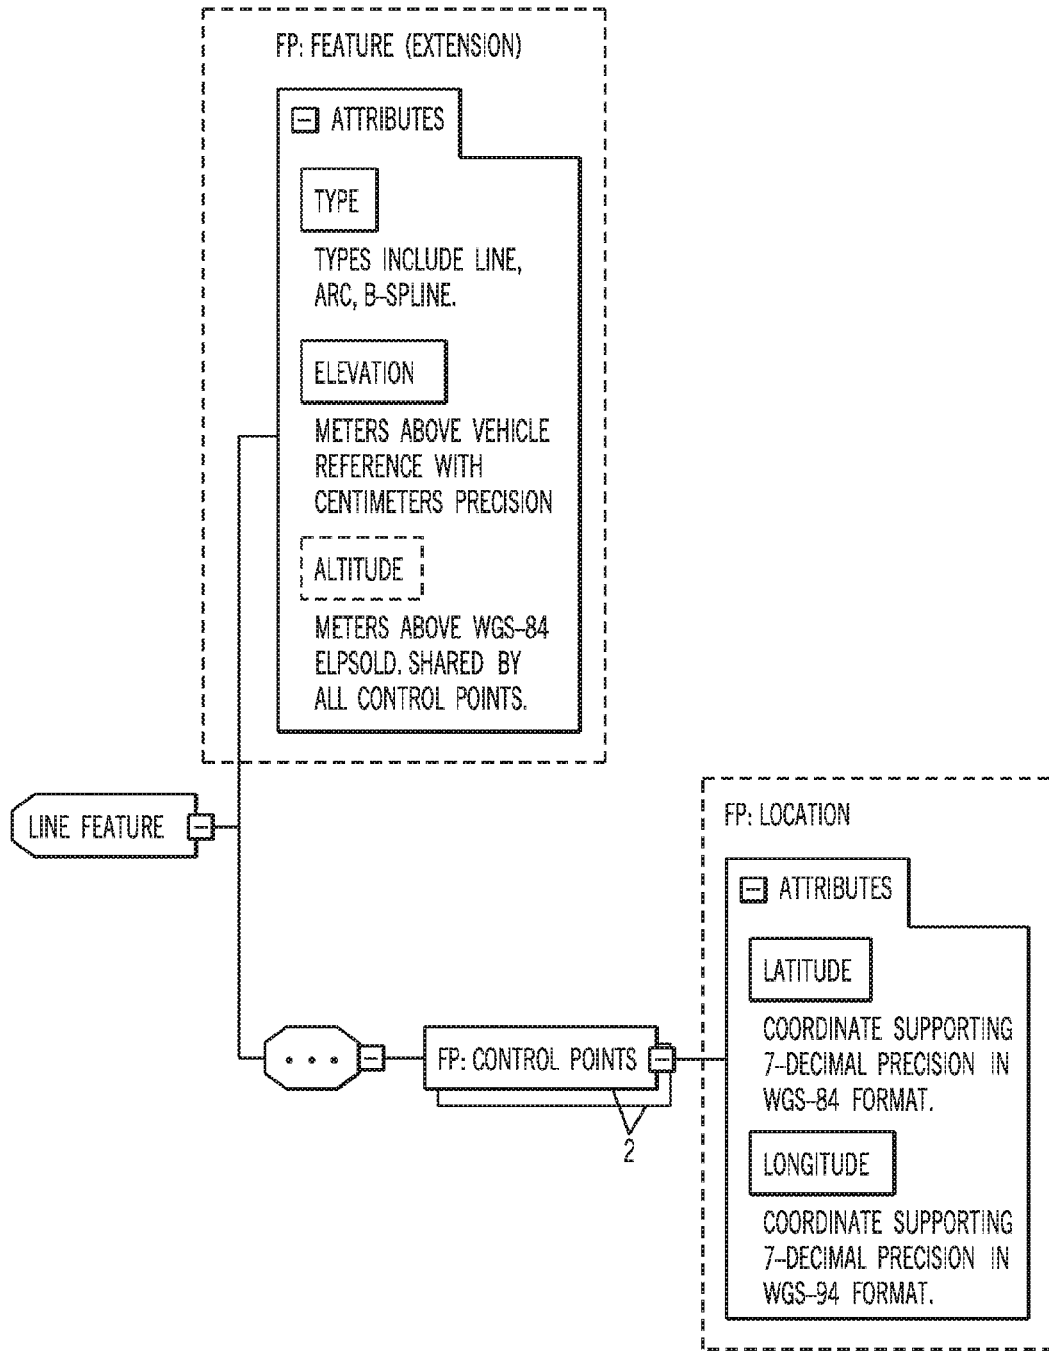 FP: FEATURE (EXTENSION)
ATTRIBUTES
TYPE
TYPES INCLUDE LINE,
ARC, B-SPLINE.
ELEVATION
METERS ABOVE VEHICLE
REFERENCE WITH
CENTIMETERS PRECISION
ALTITUDE
METERS ABOVE WGS-84
ELPSOLD. SHARED BY
ALL CONTROL POINTS.
LINE FEATURE
FP: CONTROL POINTS
2
FP: LOCATION
ATTRIBUTES
LATITUDE
COORDINATE SUPPORTING
7-DECIMAL PRECISION IN
WGS-84 FORMAT.
LONGITUDE
COORDINATE SUPPORTING
7-DECIMAL PRECISION IN
WGS-94 FORMAT.